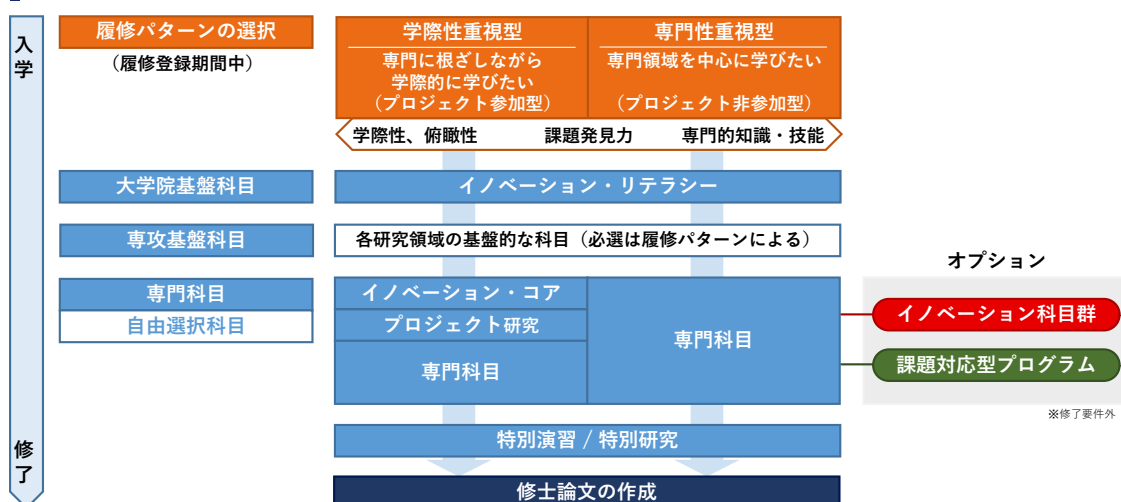 入学
履修パターンの選択
(履修登録期間中)
学際性重視型
専門に根ざしながら
学際的に学びたい
(プロジェクト参加型)
専門性重視型
専門領域を中心に学びたい
(プロジェクト非参加型)
学際性、俯瞰性 課題発見力 専門的知識・技能
大学院基盤科目
イノベーション・リテラシー
専攻基盤科目
各研究領域の基盤的な科目(必選は履修パターンによる)
専門科目
自由選択科目
イノベーション・コア
プロジェクト研究
専門科目
専門科目
オプション
イノベーション科目群
課題対応型プログラム
※修了要件外
特別演習 / 特別研究
修了
修士論文の作成